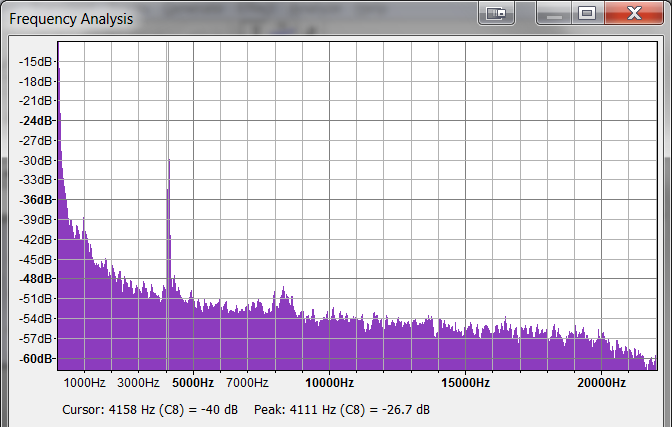 Frequency Analysis
-15dB
-18dB
-21dB
-24dB
-27dB
-30dB
-33dB
-36dB
-39dB
-42dB
-45dB
-48dB
-51dB
-54dB
-57dB
-60dB
1000Hz 3000Hz 5000Hz 7000Hz 10000Hz 15000Hz 20000Hz
Cursor: 4158 Hz (C8) = -40 dB Peak: 4111 Hz (C8) = -26.7 dB